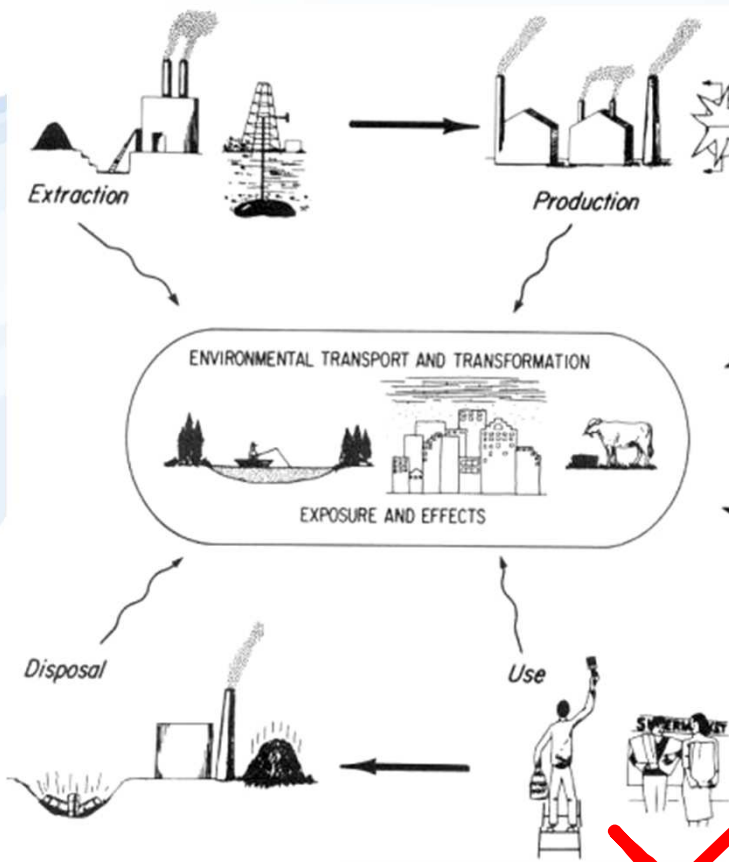 Extraction
Production
ENVIRONMENTAL TRANSPORT AND TRANSFORMATION
EXPOSURE AND EFFECTS
Disposal
Use